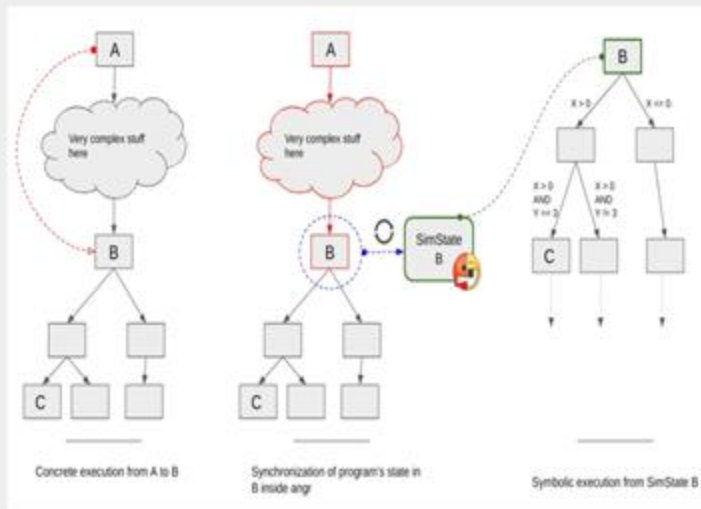 A
Very complex stuff
here
B
C
Concrete execution from A to B
A
Very complex stuff
here
B
C
SimState
B
Synchronization of program's state in
B inside angr
B
X > 0
X <= 0
X > 0
AND
Y == 3
X > 0
AND
Y != 3
C
Symbolic execution from SimState B